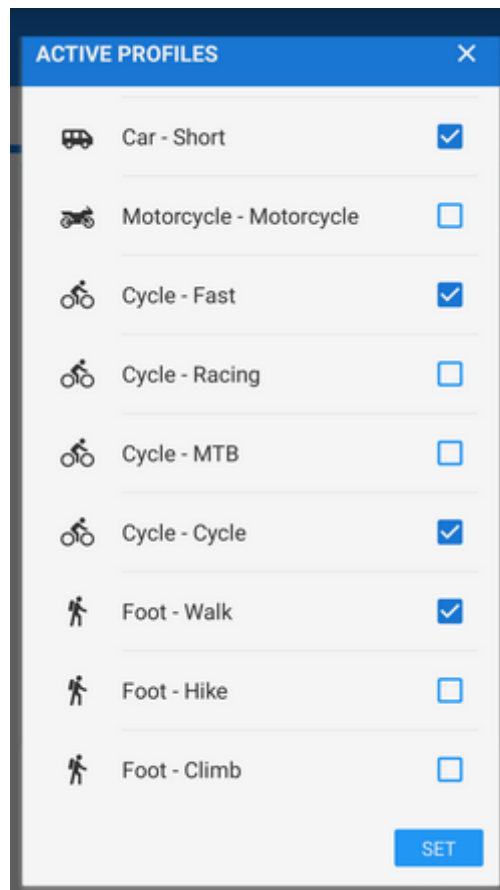 ACTIVE PROFILES
Car - Short
Motorcycle - Motorcycle
Cycle - Fast
Cycle - Racing
Cycle - MTB
Cycle - Cycle
Foot - Walk
Foot - Hike
Foot - Climb
SET